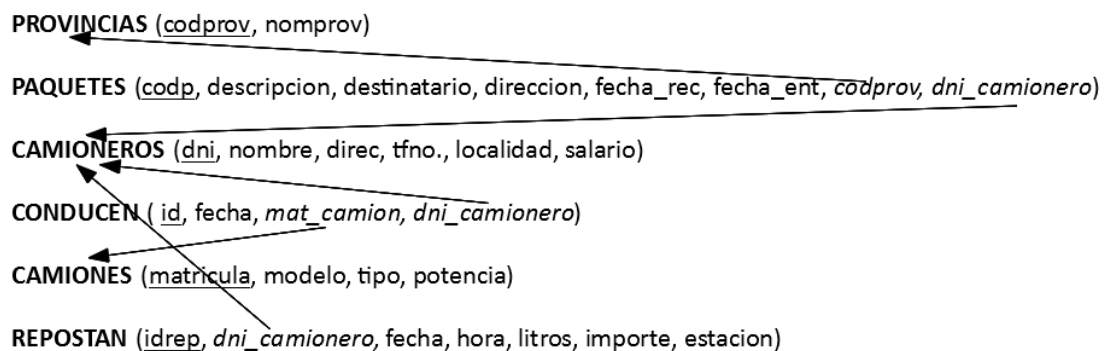 PROVINCIAS (codprov, nomprov)
PAQUETES (codp, descripcion, destinatario, direccion, fecha_rec, fecha_ent, codprov, dni_camionero)
CAMIONEROS (dni, nombre, direc, tfno., localidad, salario)
CONDUCEN ( id, fecha, mat_camion, dni_camionero)
CAMIONES (matricula, modelo, tipo, potencia)
REPOSTAN (idrep, dni_camionero, fecha, hora, litros, importe, estacion)